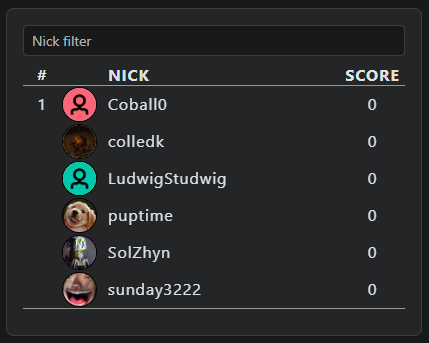 Nick filter
# NICK SCORE
1 Coball0 0
colledk 0
LudwigStudwig 0
puptime 0
SolZhyn 0
sunday3222 0